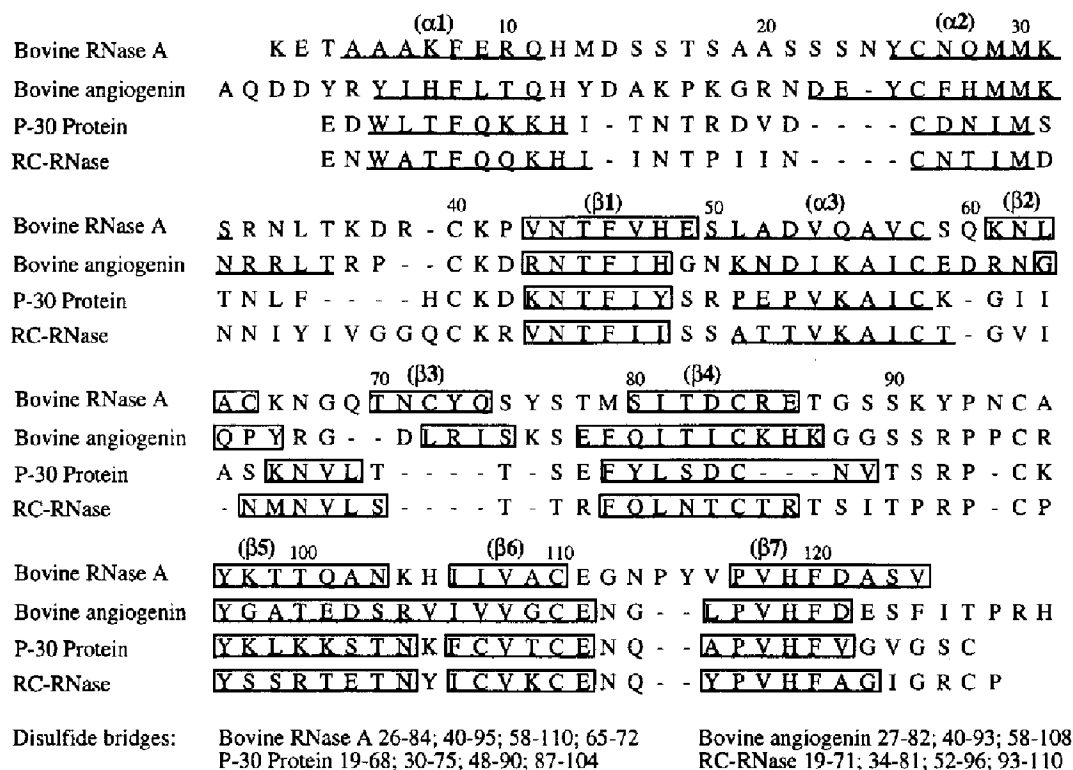 (α1) 10 20 (α2) 30
Bovine RNase A K E T A A A K F E R Q H M D S S T S A A S S S N Y C N Q M M K
Bovine angiogenin A Q D D Y R Y I H F L T Q H Y D A K P K G R N D E - Y C F H M M K
P-30 Protein E D W L T F Q K K H I - T N T R D V D - - - - C D N I M S
RC-RNase E N W A T F Q Q K H I - I N T P I I N - - - - C N T I M D
40 (β1) 50 (α3) 60 (β2)
Bovine RNase A S R N L T K D R - C K P V N T F V H E S L A D V Q A V C S Q K N L
Bovine angiogenin N R R L T R P - - C K D R N T F I H G N K N D I K A I C E D R N G
P-30 Protein T N L F - - - H C K D K N T F I Y S R P E P V K A I C K - G I I
RC-RNase N N I Y I V G G Q C K R V N T F I I S S A T T V K A I C T - G V I
70 (β3) 80 (β4) 90
Bovine RNase A A C K N G Q T N C Y Q S Y S T M S I T D C R E T G S S K Y P N C A
Bovine angiogenin Q P Y R G - - D L R I S K S E F Q I T I C K H K G G S S R P P C R
P-30 Protein A S K N V L T - - - - T - S E F Y L S D C - - - N V T S R P - C K
RC-RNase - N M N V L S - - - - T - T R F Q L N T C T R T S I T P R P - C P
(β5) 100 (β6) 110 (β7) 120
Bovine RNase A Y K T T Q A N K H I I V A C E G N P Y V P V H F D A S V
Bovine angiogenin Y G A T E D S R V I V V G C E N G - - L P V H F D E S F I T P R H
P-30 Protein Y K L K K S T N K F C V T C E N Q - - A P V H F V G V G S C
RC-RNase Y S S R T E T N Y I C V K C E N Q - - Y P V H F A G I G R C P
Disulfide bridges: Bovine RNase A 26-84; 40-95; 58-110; 65-72 Bovine angiogenin 27-82; 40-93; 58-108
P-30 Protein 19-68; 30-75; 48-90; 87-104 RC-RNase 19-71; 34-81; 52-96; 93-110